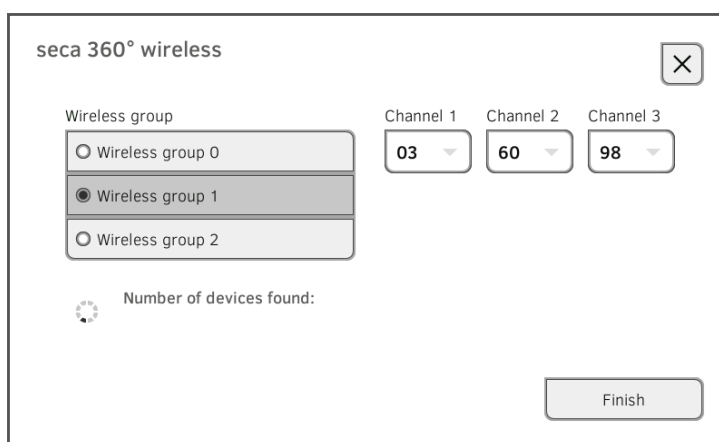 seca 360° wireless
Wireless group
Channel 1 Channel 2 Channel 3
Wireless group 0
03 60 98
Wireless group 1
Wireless group 2
Number of devices found:
Finish